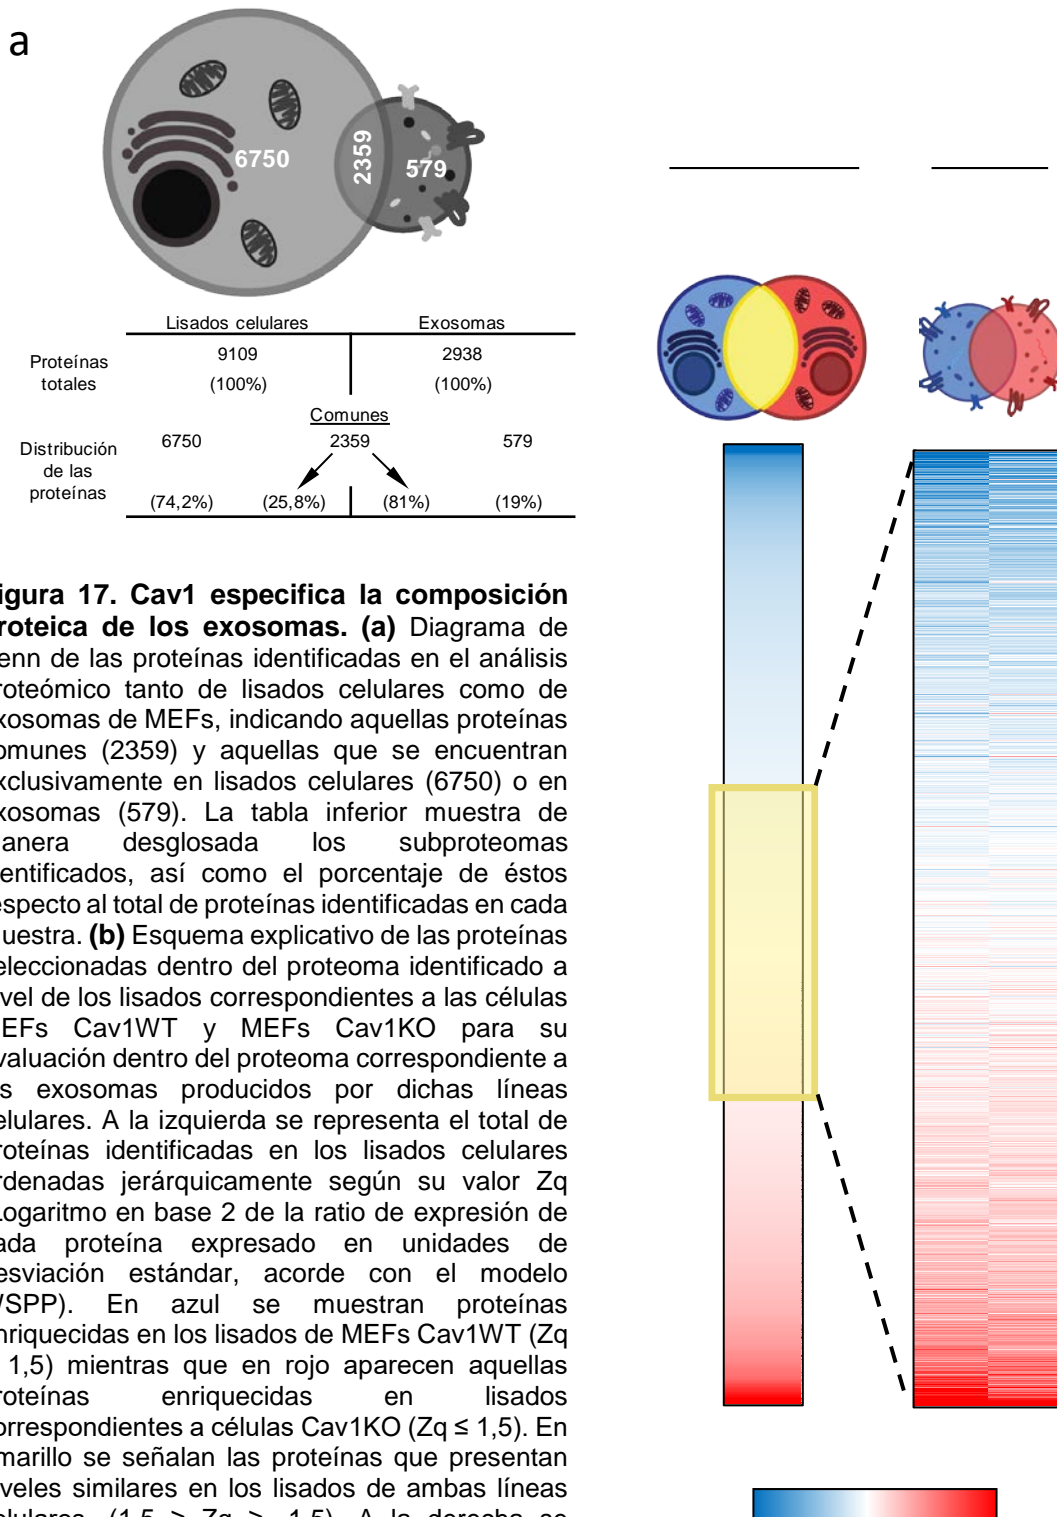 a
6750
2359
579
Lisados celulares Exosomas
Proteínas totales
9109 2938
(100%) (100%)
Comunes
Distribución de las proteínas
6750 2359 579
(74,2%) (25,8%) (81%) (19%)
igura 17. Cav1 especifica la composición
roteica de los exosomas. (a) Diagrama de
enn de las proteínas identificadas en el análisis
roteómico tanto de lisados celulares como de
xosomas de MEFs, indicando aquellas proteínas
omunes (2359) y aquellas que se encuentran
xclusivamente en lisados celulares (6750) o en
xosomas (579). La tabla inferior muestra de
anera desglosada los subproteomas
entificados, así como el porcentaje de éstos
especto al total de proteínas identificadas en cada
uestra. (b) Esquema explicativo de las proteínas
eleccionadas dentro del proteoma identificado a
ivel de los lisados correspondientes a las células
EFs Cav1WT y MEFs Cav1KO para su
valuación dentro del proteoma correspondiente a
s exosomas producidos por dichas líneas
elulares. A la izquierda se representa el total de
roteínas identificadas en los lisados celulares
rdenadas jerárquicamente según su valor Zq
Logaritmo en base 2 de la ratio de expresión de
ada proteína expresado en unidades de
esviación estándar, acorde con el modelo
SPP). En azul se muestran proteínas
nriquecidas en los lisados de MEFs Cav1WT (Zq
1,5) mientras que en rojo aparecen aquellas
roteínas enriquecidas en lisados
orrespondientes a células Cav1KO (Zq ≤ 1,5). En
marillo se señalan las proteínas que presentan
iveles similares en los lisados de ambas líneas
A la derecha se